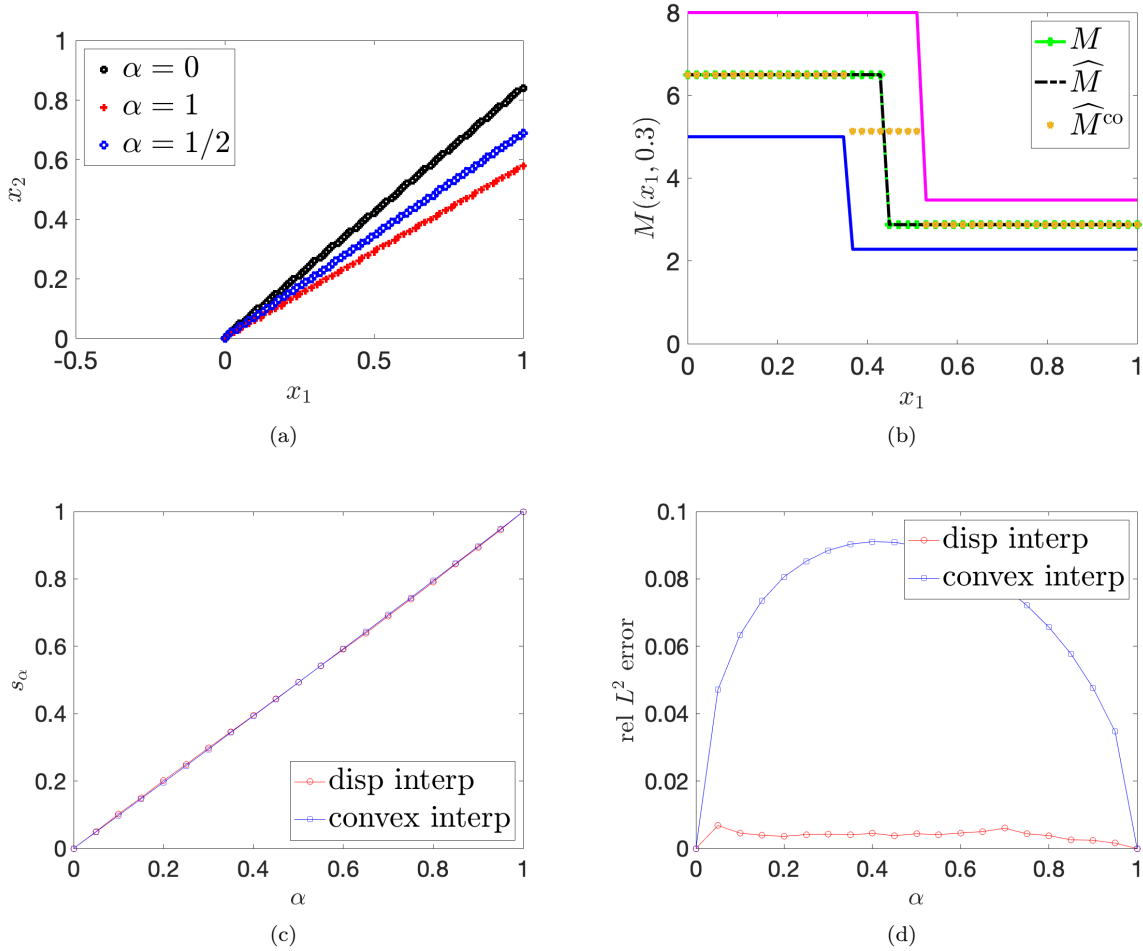 1
0.8
0.6
0.4
0.2
0
x₂
α = 0
α = 1
α = 1/2
-0.5 0 0.5 1
x₁
(a)
8
6
4
2
0
M(x₁, 0.3)
M
M̂
M̂ᶜᵒ
0 0.2 0.4 0.6 0.8 1
x₁
(b)
1
0.8
0.6
0.4
0.2
0
s_α
disp interp
convex interp
0 0.2 0.4 0.6 0.8 1
α
(c)
0.1
0.08
0.06
0.04
0.02
0
rel L² error
disp interp
convex interp
0 0.2 0.4 0.6 0.8 1
α
(d)